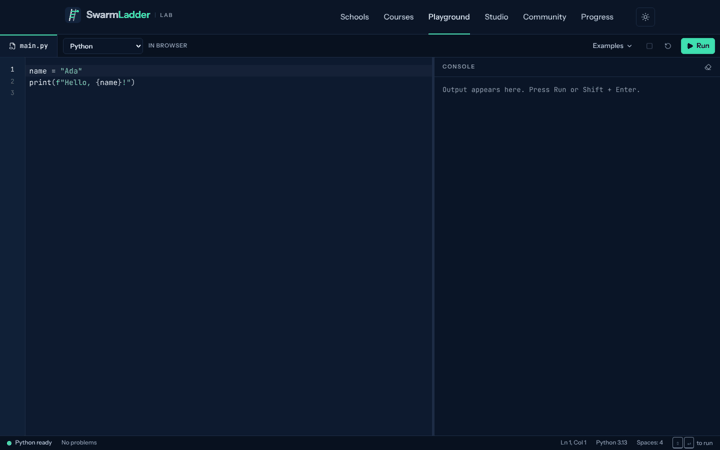 SwarmLadder LAB
Schools Courses Playground Studio Community Progress
main.py Python IN BROWSER Examples Run
1 name = "Ada"
2 print(f"Hello, {name}!")
3
CONSOLE
Output appears here. Press Run or Shift + Enter.
Python ready No problems Ln 1, Col 1 Python 3.13 Spaces: 4 to run